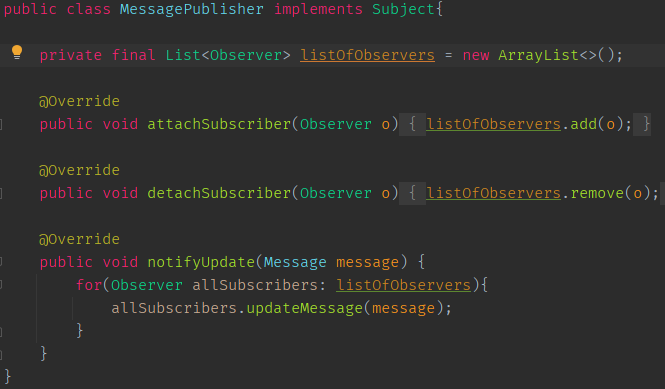 public class MessagePublisher implements Subject{
private final List<Observer> listOfObservers = new ArrayList<>();
@Override
public void attachSubscriber(Observer o) { listOfObservers.add(o); }
@Override
public void detachSubscriber(Observer o) { listOfObservers.remove(o);
@Override
public void notifyUpdate(Message message) {
for(Observer allSubscribers: listOfObservers){
allSubscribers.updateMessage(message);
}
}
}